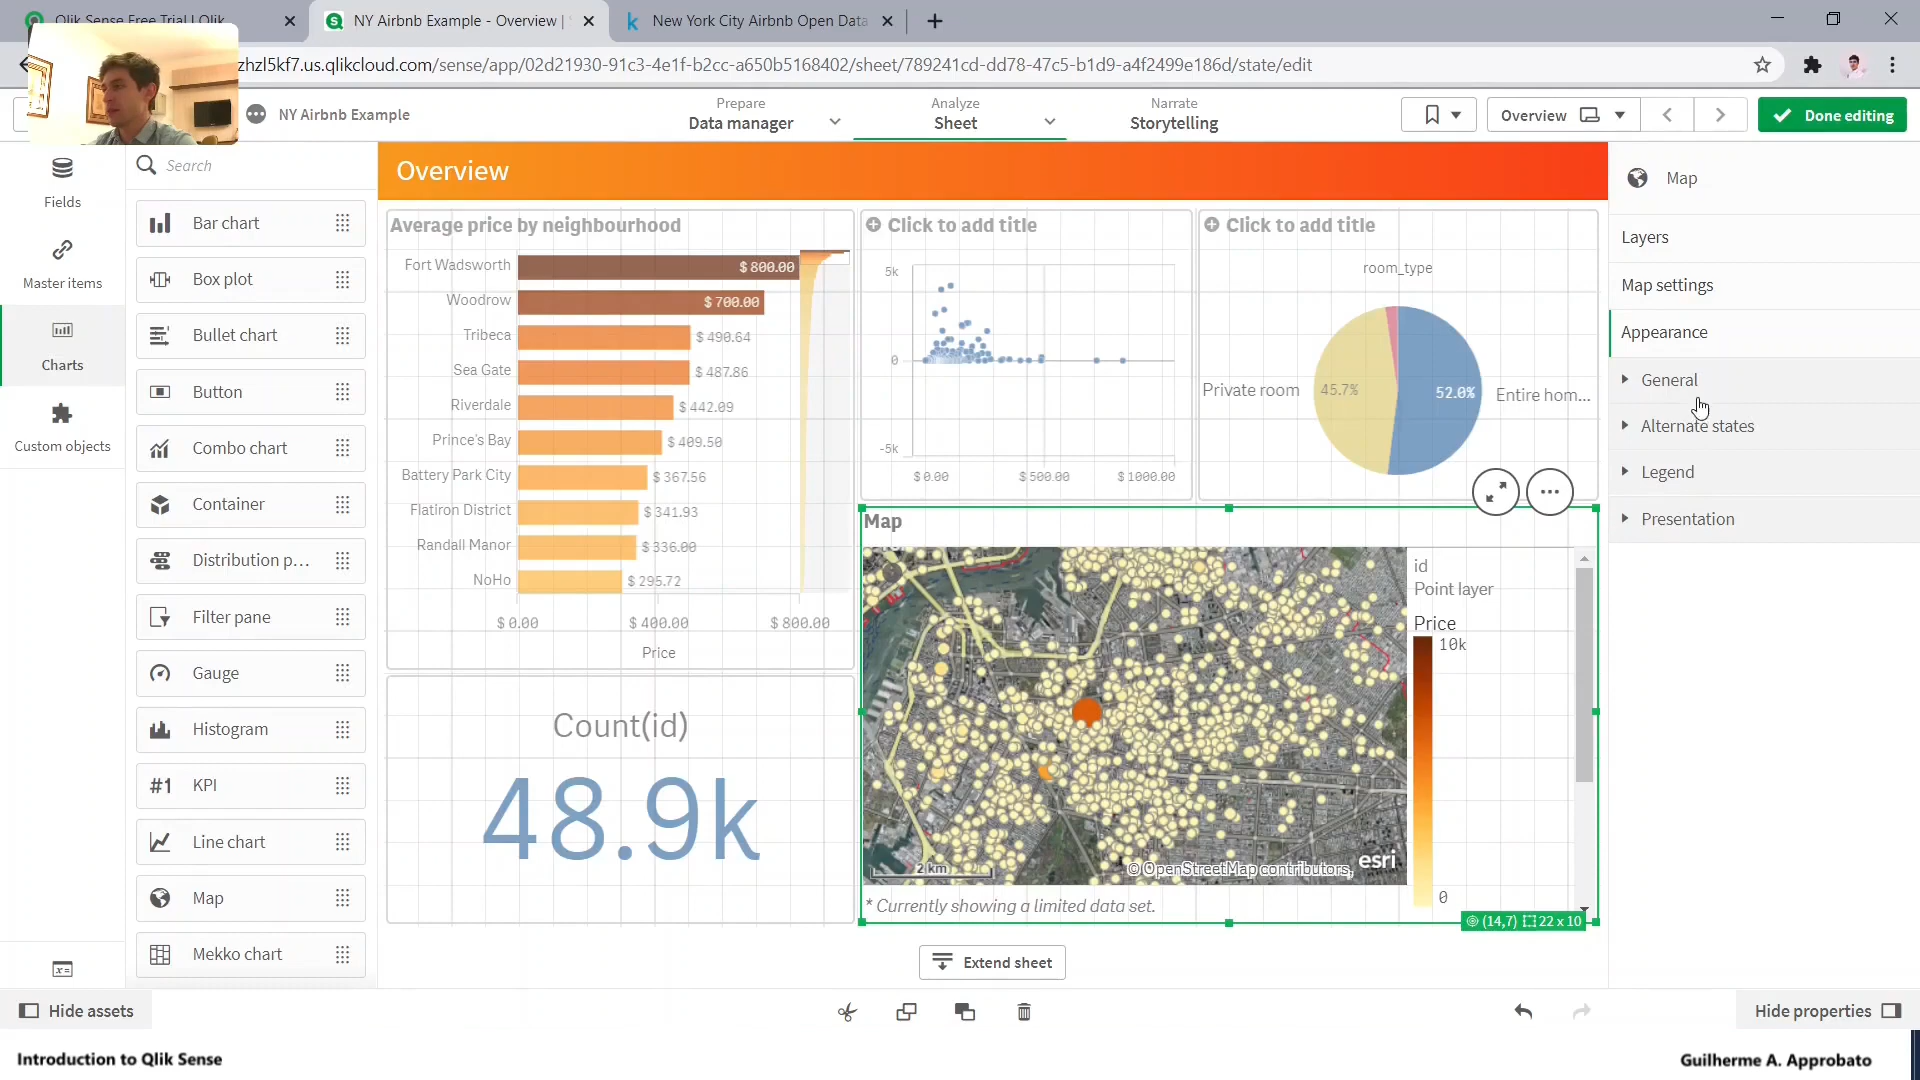 Qlik Sense Free Trial | Qlik
NY Airbnb Example - Overview |
New York City Airbnb Open Data
zhzl5kf7.us.qlikcloud.com/sense/app/02d21930-91c3-4e1f-b2cc-a650b5168402/sheet/789241cd-dd78-47c5-b1d9-a4f2499e186d/state/edit
NY Airbnb Example
Prepare
Data manager
Analyze
Sheet
Narrate
Storytelling
Overview
Done editing
Fields
Master items
Charts
Custom objects
Search
Bar chart
Box plot
Bullet chart
Button
Combo chart
Container
Distribution p...
Filter pane
Gauge
Histogram
#1 KPI
Line chart
Map
Mekko chart
Overview
Average price by neighbourhood
Fort Wadsworth $ 800.00
Woodrow $ 700.00
Tribeca $ 490.64
Sea Gate $ 487.86
Riverdale $ 442.09
Prince's Bay $ 409.50
Battery Park City $ 367.56
Flatiron District $ 341.93
Randall Manor $ 336.00
NoHo $ 295.72
$ 0.00 $ 400.00 $ 800.00
Price
Click to add title
5k
0
-5k
$ 0.00 $ 500.00 $ 1000.00
Click to add title
room_type
Private room 45.7% 52.0% Entire hom...
Count(id)
48.9k
Map
2 km
© OpenStreetMap contributors, esri
* Currently showing a limited data set.
id
Point layer
Price
10k
0
(14,7) 22 x 10
Extend sheet
Map
Layers
Map settings
Appearance
General
Alternate states
Legend
Presentation
Hide assets
Hide properties
Introduction to Qlik Sense
Guilherme A. Approbato